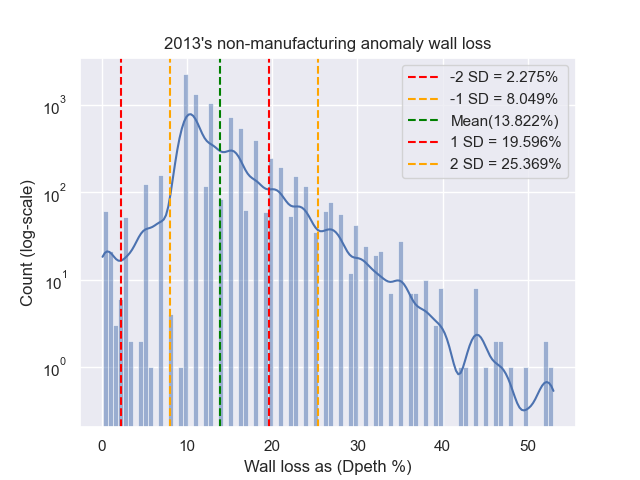 2013's non-manufacturing anomaly wall loss
-2 SD = 2.275%
-1 SD = 8.049%
Mean(13.822%)
1 SD = 19.596%
2 SD = 25.369%
Count (log-scale)
10³
10²
10¹
10⁰
0 10 20 30 40 50
Wall loss as (Dpeth %)